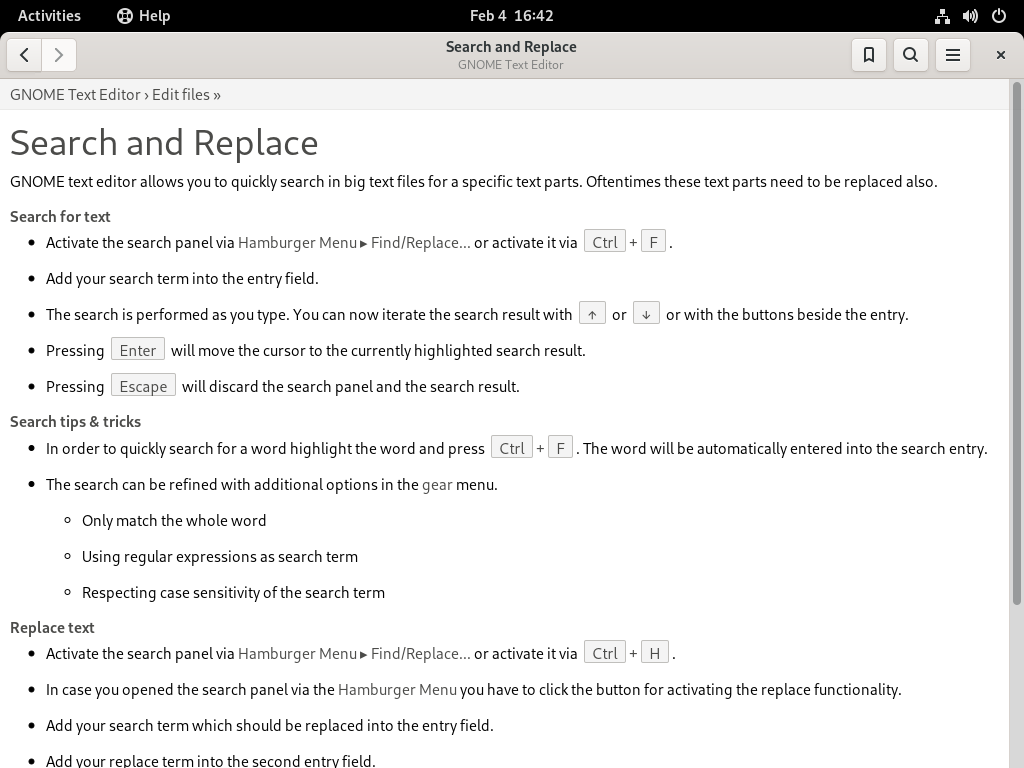 Activities Help Feb 4 16:42
Search and Replace
GNOME Text Editor
GNOME Text Editor › Edit files »
Search and Replace
GNOME text editor allows you to quickly search in big text files for a specific text parts. Oftentimes these text parts need to be replaced also.
Search for text
• Activate the search panel via Hamburger Menu ▸ Find/Replace... or activate it via Ctrl + F .
• Add your search term into the entry field.
• The search is performed as you type. You can now iterate the search result with ↑ or ↓ or with the buttons beside the entry.
• Pressing Enter will move the cursor to the currently highlighted search result.
• Pressing Escape will discard the search panel and the search result.
Search tips & tricks
• In order to quickly search for a word highlight the word and press Ctrl + F . The word will be automatically entered into the search entry.
• The search can be refined with additional options in the gear menu.
◦ Only match the whole word
◦ Using regular expressions as search term
◦ Respecting case sensitivity of the search term
Replace text
• Activate the search panel via Hamburger Menu ▸ Find/Replace... or activate it via Ctrl + H .
• In case you opened the search panel via the Hamburger Menu you have to click the button for activating the replace functionality.
• Add your search term which should be replaced into the entry field.
• Add your replace term into the second entry field.